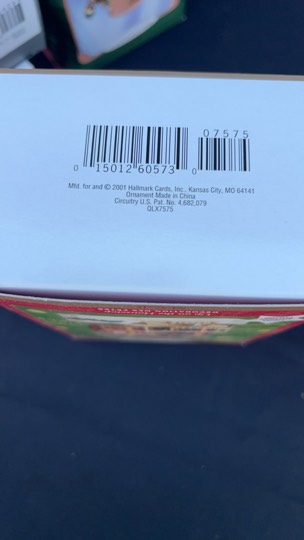 07575
0 15012 60573 0
Mfd. for and © 2001 Hallmark Cards, Inc., Kansas City, MO 64141
Ornament Made in China
Circuitry U.S. Pat. No. 4,682,079
QLX7575